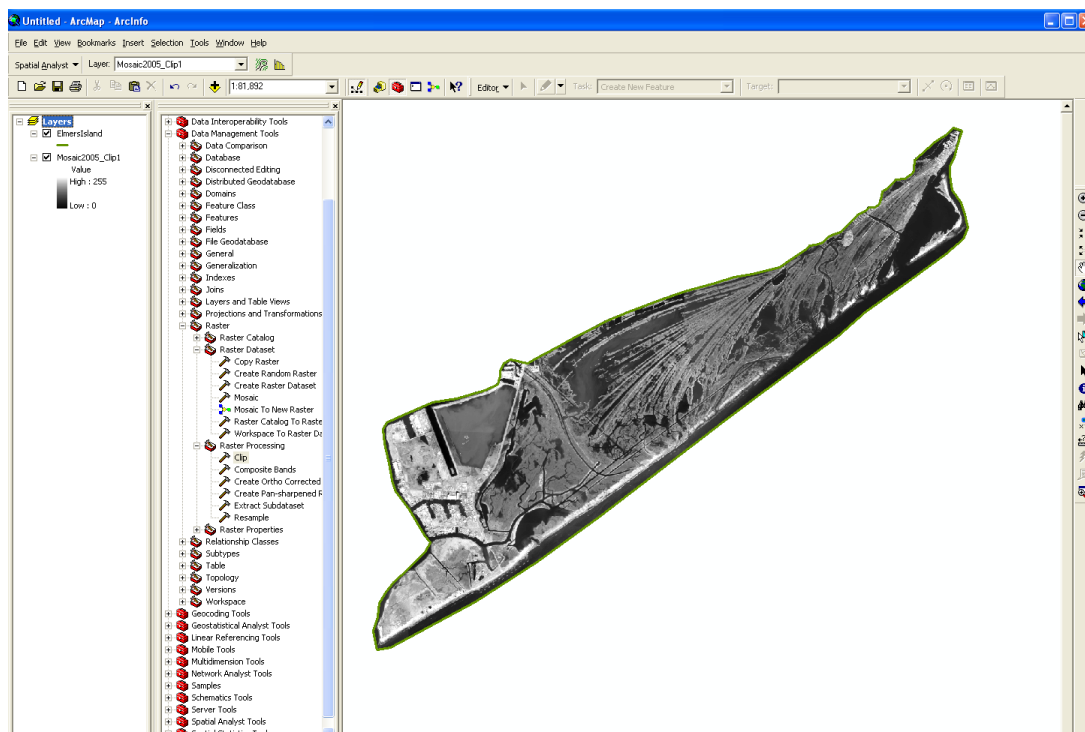 Untitled - ArcMap - ArcInfo
File Edit View Bookmarks Insert Selection Tools Window Help
Spatial Analyst Layer: Mosaic2005_Clip1
1:81,892 Editor Task: Create New Feature Target:
Layers
ElmersIsland
Mosaic2005_Clip1
Value
High : 255
Low : 0
Data Interoperability Tools
Data Management Tools
Data Comparison
Database
Disconnected Editing
Distributed Geodatabase
Domains
Feature Class
Features
Fields
File Geodatabase
General
Generalization
Indexes
Joins
Layers and Table Views
Projections and Transformations
Raster
Raster Catalog
Raster Dataset
Copy Raster
Create Random Raster
Create Raster Dataset
Mosaic
Mosaic To New Raster
Raster Catalog To Raste
Workspace To Raster Da
Raster Processing
Clip
Composite Bands
Create Ortho Corrected
Create Pan-sharpened R
Extract Subdataset
Resample
Raster Properties
Relationship Classes
Subtypes
Table
Topology
Versions
Workspace
Geocoding Tools
Geostatistical Analyst Tools
Linear Referencing Tools
Mobile Tools
Multidimension Tools
Network Analyst Tools
Samples
Schematics Tools
Server Tools
Spatial Analyst Tools